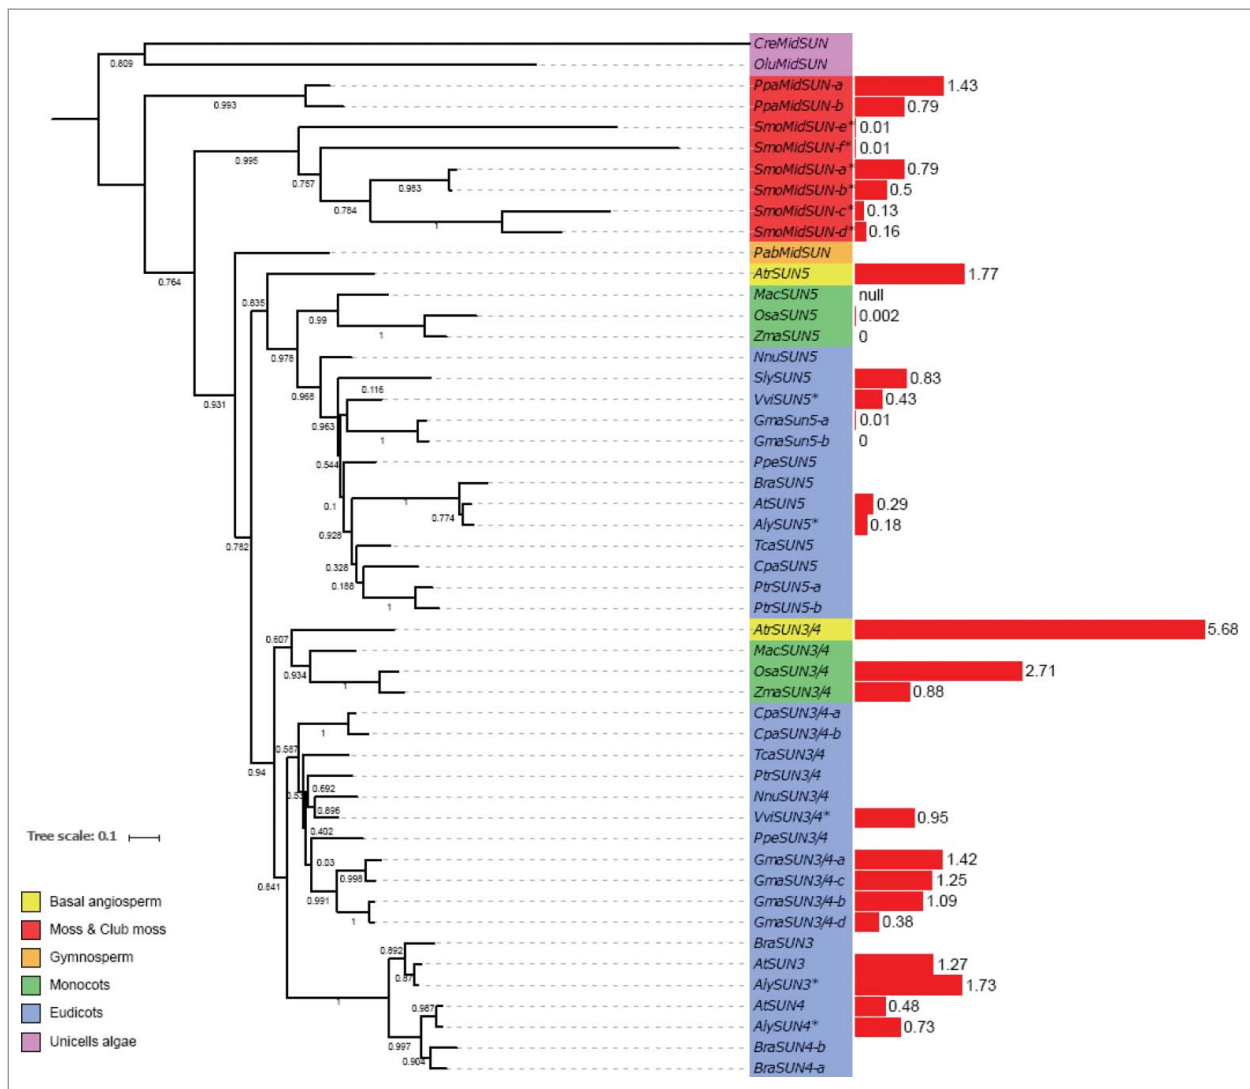 CreMidSUN
0.809
OluMidSUN
PpaMidSUN-a 1.43
0.993
PpaMidSUN-b 0.79
SmoMidSUN-e* 0.01
0.995
SmoMidSUN-f* 0.01
SmoMidSUN-a* 0.79
0.757
0.983
SmoMidSUN-b* 0.5
0.784
SmoMidSUN-c* 0.13
1
SmoMidSUN-d* 0.16
PabMidSUN
0.764
AtrSUN5 1.77
MacSUN5 null
0.835
0.99
OsaSUN5 0.002
1
ZmaSUN5 0
0.978
NnuSUN5
0.968
SlySUN5 0.83
0.116
VviSUN5* 0.43
0.931
GmaSun5-a 0.01
0.963
1
GmaSun5-b 0
0.544
PpeSUN5
BraSUN5
1
0.1
AtSUN5 0.29
0.774
AlySUN5* 0.18
0.928
TcaSUN5
0.782
CpaSUN5
0.328
0.188
PtrSUN5-a
1
PtrSUN5-b
AtrSUN3/4 5.68
0.607
MacSUN3/4
0.934
OsaSUN3/4 2.71
1
ZmaSUN3/4 0.88
CpaSUN3/4-a
1
CpaSUN3/4-b
0.587
TcaSUN3/4
0.94
PtrSUN3/4
0.692
NnuSUN3/4
0.53
0.896
VviSUN3/4* 0.95
0.402
Tree scale: 0.1
PpeSUN3/4
0.03
GmaSUN3/4-a 1.42
0.998
GmaSUN3/4-c 1.25
0.841
0.991
GmaSUN3/4-b 1.09
1
GmaSUN3/4-d 0.38
BraSUN3
0.892
AtSUN3 1.27
0.87
AlySUN3* 1.73
1
AtSUN4 0.48
0.987
AlySUN4* 0.73
0.997
BraSUN4-b
0.904
BraSUN4-a
Basal angiosperm
Moss & Club moss
Gymnosperm
Monocots
Eudicots
Unicells algae